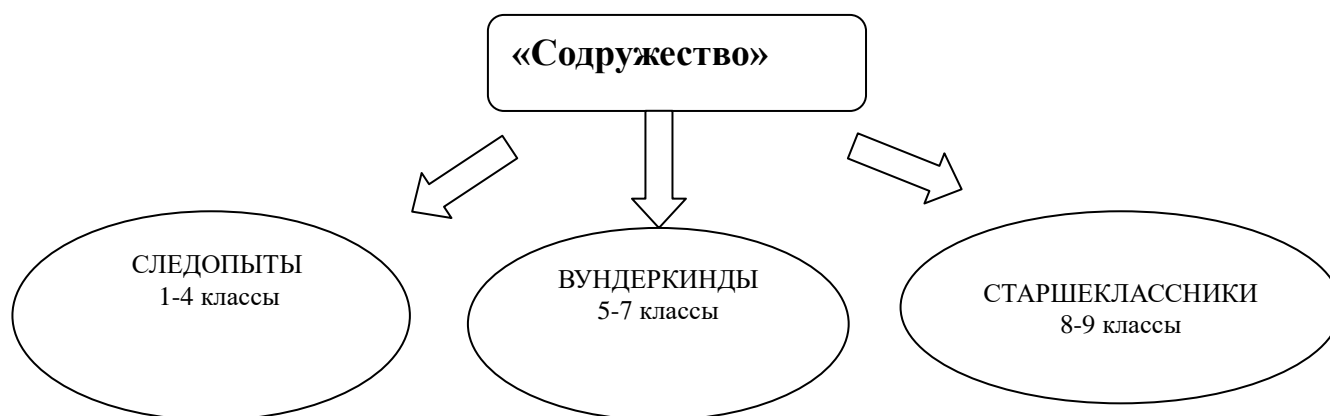 «Содружество»
СЛЕДОПЫТЫ
1-4 классы
ВУНДЕРКИНДЫ
5-7 классы
СТАРШЕКЛАССНИКИ
8-9 классы